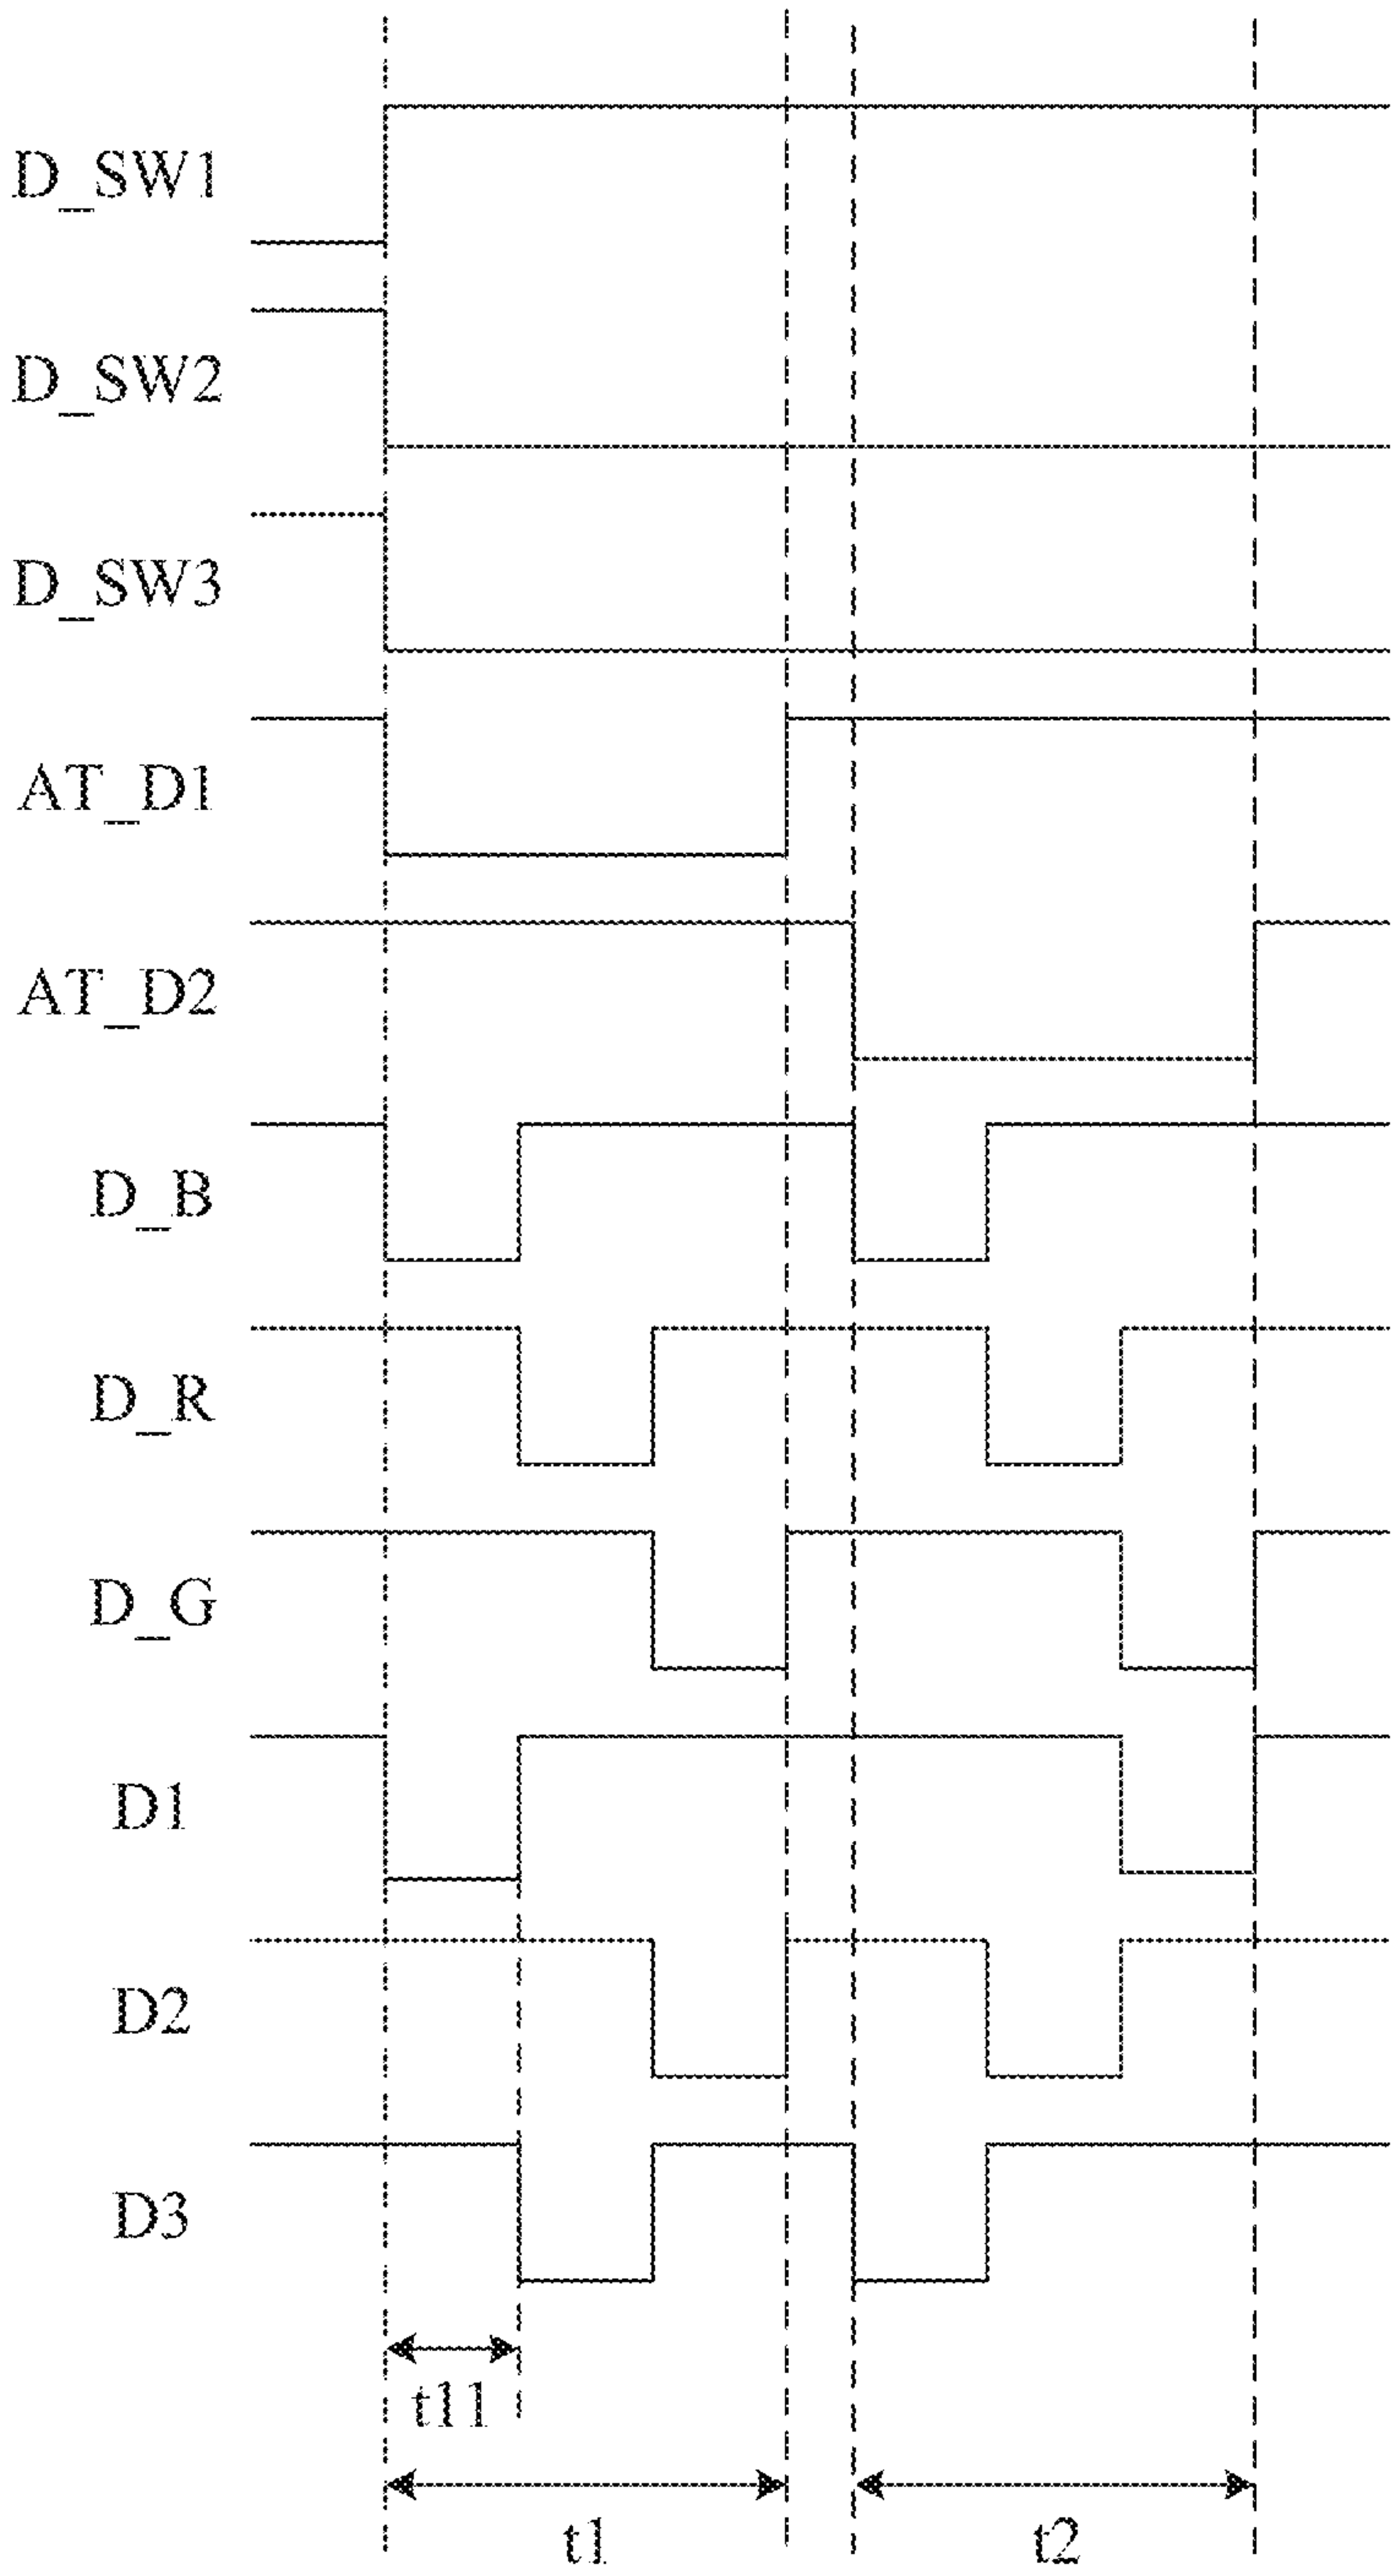 D_SW1
D_SW2
D_SW3
AT_D1
AT_D2
D_B
D_R
D_G
D1
D2
D3
t11
t1
t2